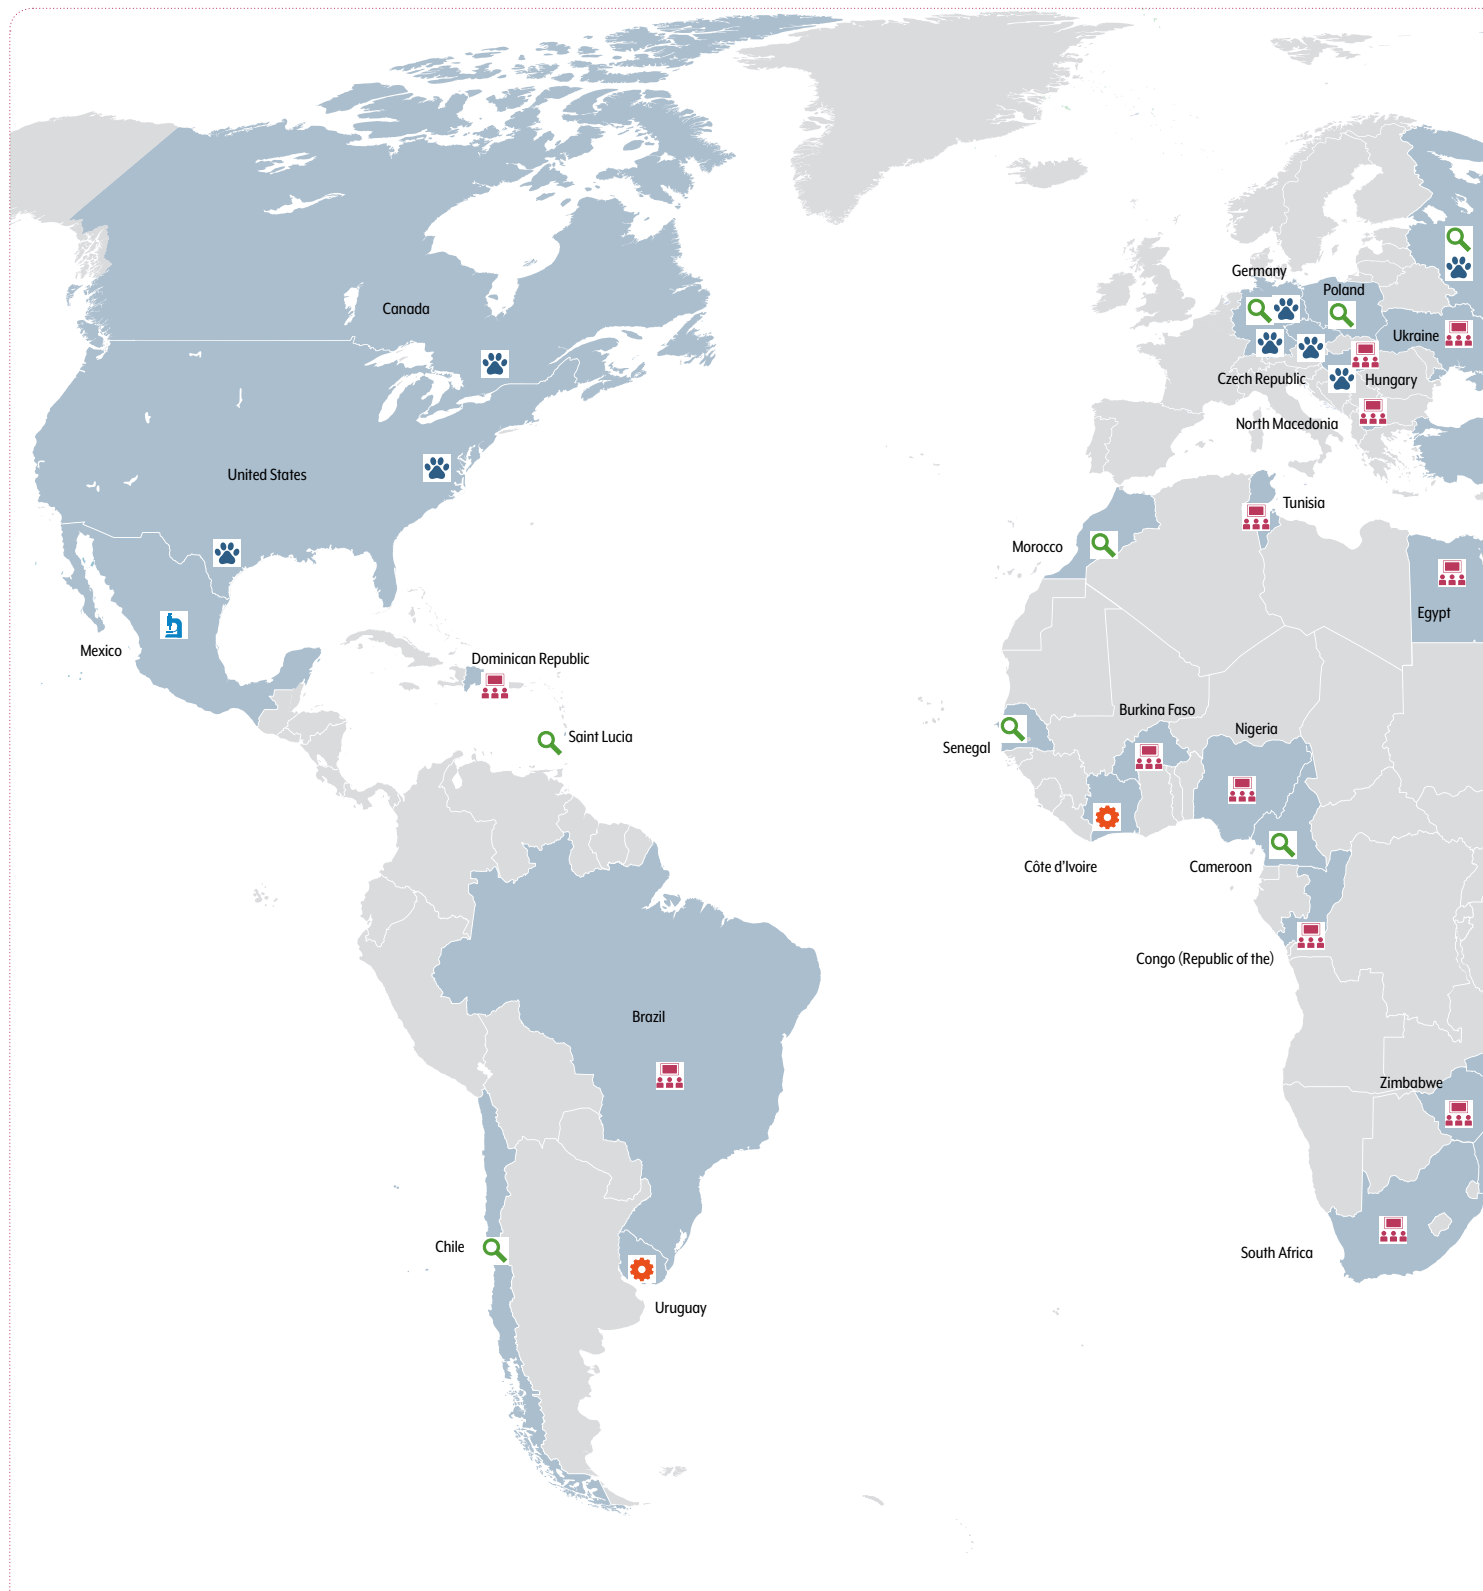 Germany
Poland
Canada
Ukraine
Czech Republic
Hungary
North Macedonia
United States
Tunisia
Morocco
Egypt
Mexico
Dominican Republic
Burkina Faso
Nigeria
Saint Lucia
Senegal
Côte d'Ivoire
Cameroon
Congo (Republic of the)
Brazil
Zimbabwe
Chile
South Africa
Uruguay